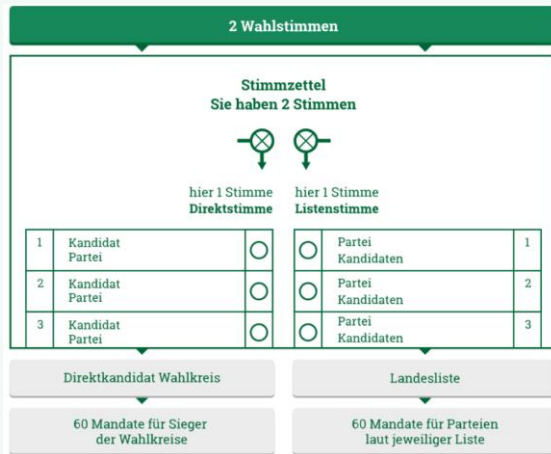 2 Wahlstimmen
Stimmzettel
Sie haben 2 Stimmen
hier 1 Stimme
Direktstimme
hier 1 Stimme
Listenstimme
1 Kandidat
Partei
2 Kandidat
Partei
3 Kandidat
Partei
Partei 1
Kandidaten
Partei 2
Kandidaten
Partei 3
Kandidaten
Direktkandidat Wahlkreis
Landesliste
60 Mandate für Sieger
der Wahlkreise
60 Mandate für Parteien
laut jeweiliger Liste